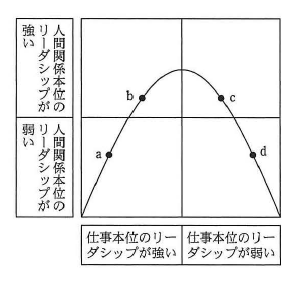 人間関係本位の
リーダシップが
強い
人間関係本位の
リーダシップが
弱い
b
c
a
d
仕事本位のリー
ダシップが強い
仕事本位のリー
ダシップが弱い